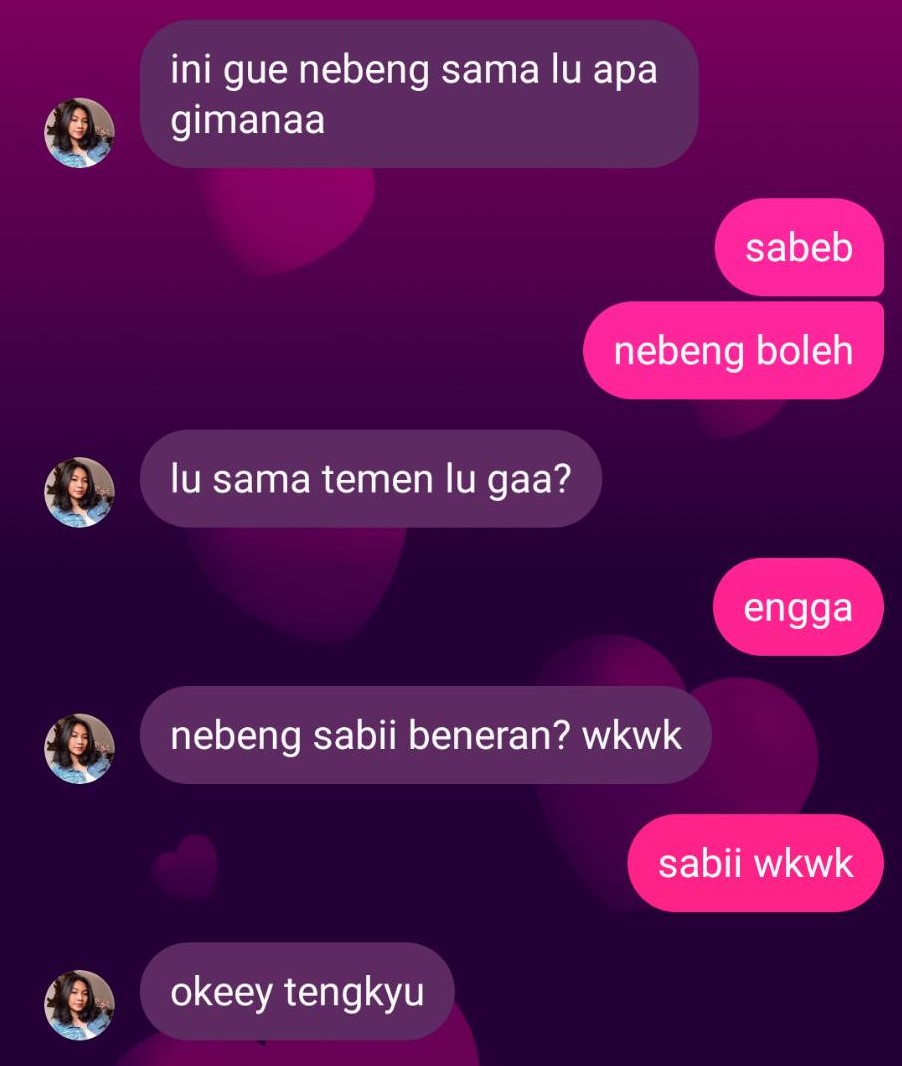 ini gue nebeng sama lu apa
gimanaa
sabeb
nebeng boleh
lu sama temen lu gaa?
engga
nebeng sabii beneran? wkwk
sabii wkwk
okeey tengkyu